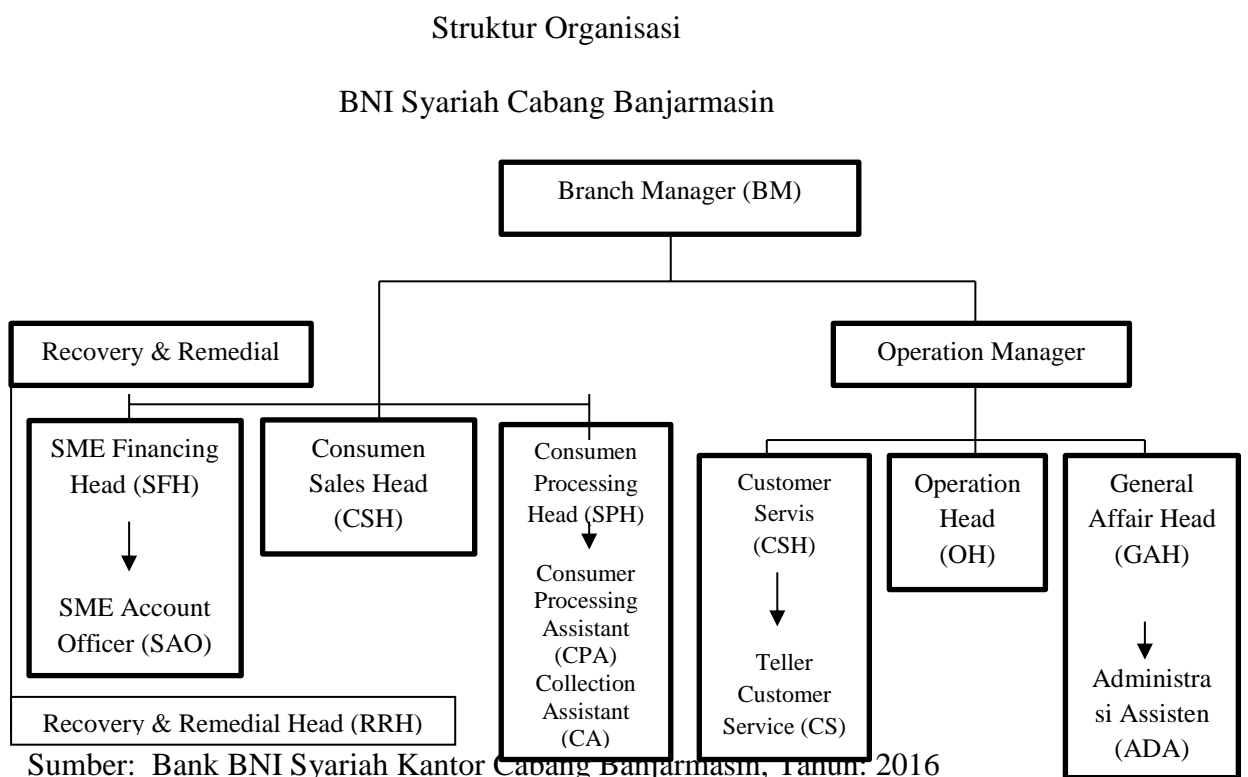 Struktur Organisasi
BNI Syariah Cabang Banjarmasin
Branch Manager (BM)
Recovery & Remedial
Operation Manager
SME Financing
Head (SFH)
SME Account
Officer (SAO)
Consumen
Sales Head
(CSH)
Consumen
Processing
Head (SPH)
Consumer
Processing
Assistant
(CPA)
Collection
Assistant
(CA)
Customer
Servis
(CSH)
Teller
Customer
Service (CS)
Operation
Head
(OH)
General
Affair Head
(GAH)
Administra
si Assisten
(ADA)
Recovery & Remedial Head (RRH)
Sumber: Bank BNI Syariah Kantor Cabang Banjarmasin, Tahun: 2016